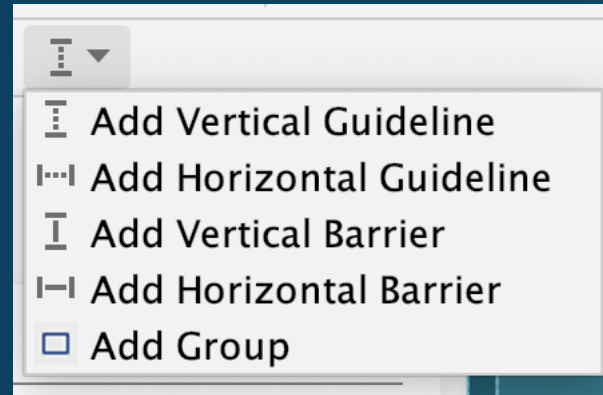 Add Vertical Guideline
Add Horizontal Guideline
Add Vertical Barrier
Add Horizontal Barrier
Add Group